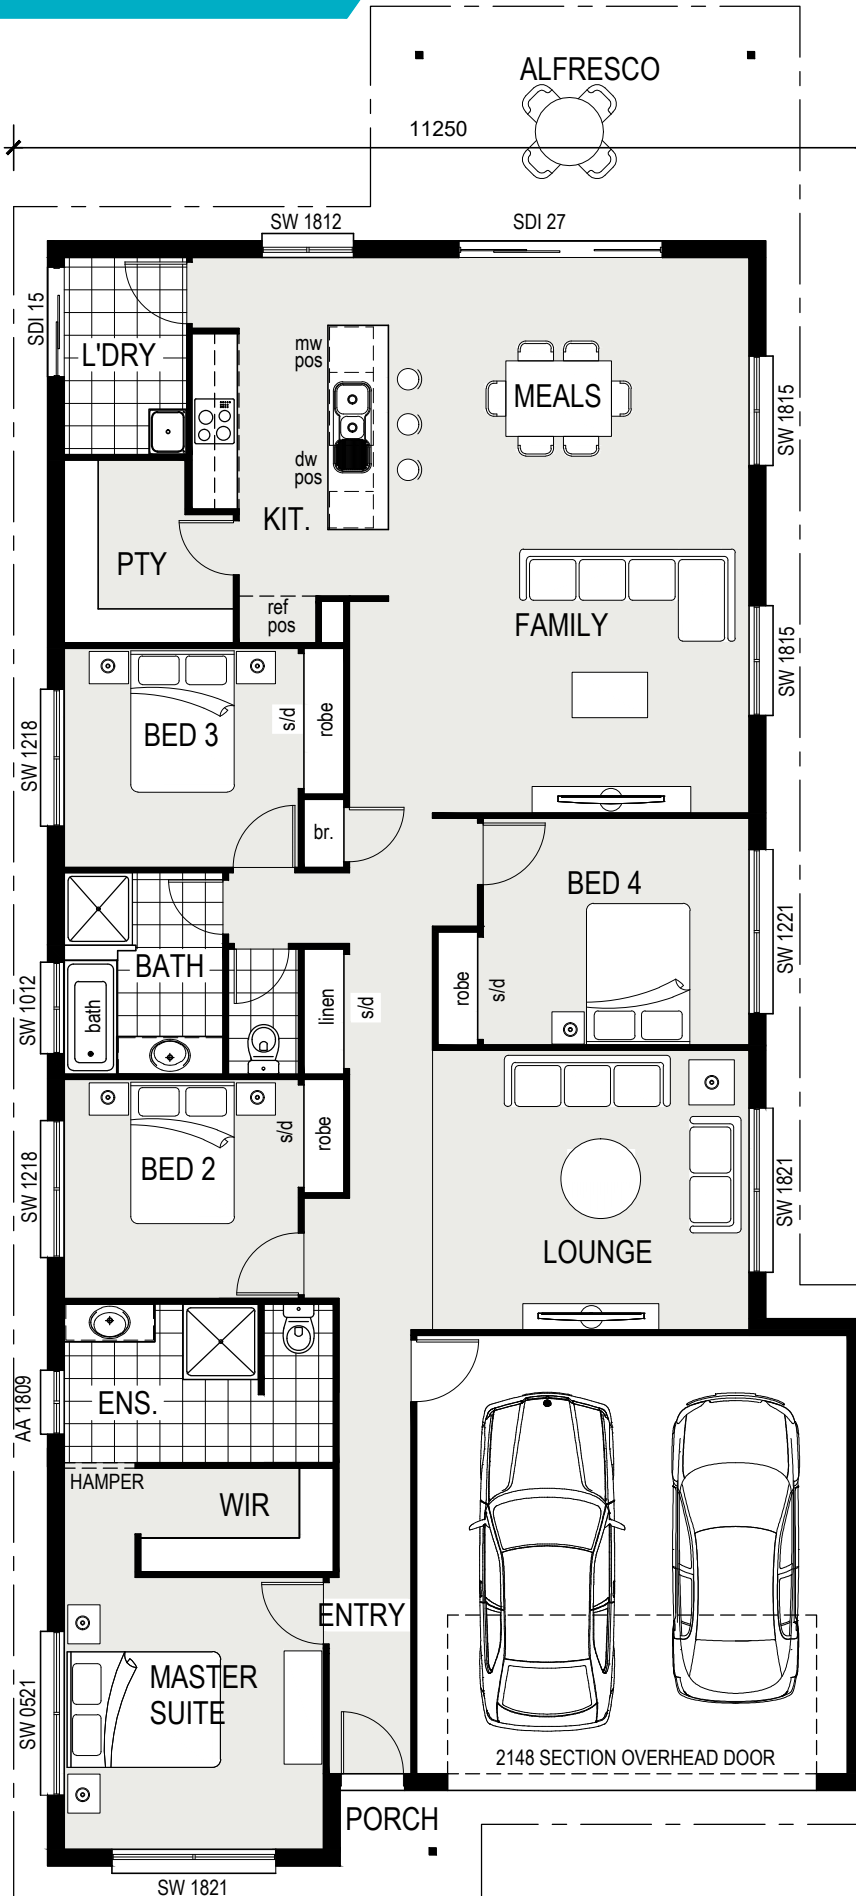 ALFRESCO
11250
SW 1812
SDI 27
SDI 15
L'DRY
mw
pos
MEALS
SW 1815
dw
pos
KIT.
PTY
ref
pos
FAMILY
SW 1815
BED 3
s/d
robe
SW 1218
br.
BED 4
SW 1221
BATH
bath
SW 1012
linen
s/d
robe
s/d
BED 2
s/d
robe
SW 1218
LOUNGE
SW 1821
ENS.
AA 1809
HAMPER
WIR
ENTRY
MASTER
SUITE
SW 0521
2148 SECTION OVERHEAD DOOR
PORCH
SW 1821